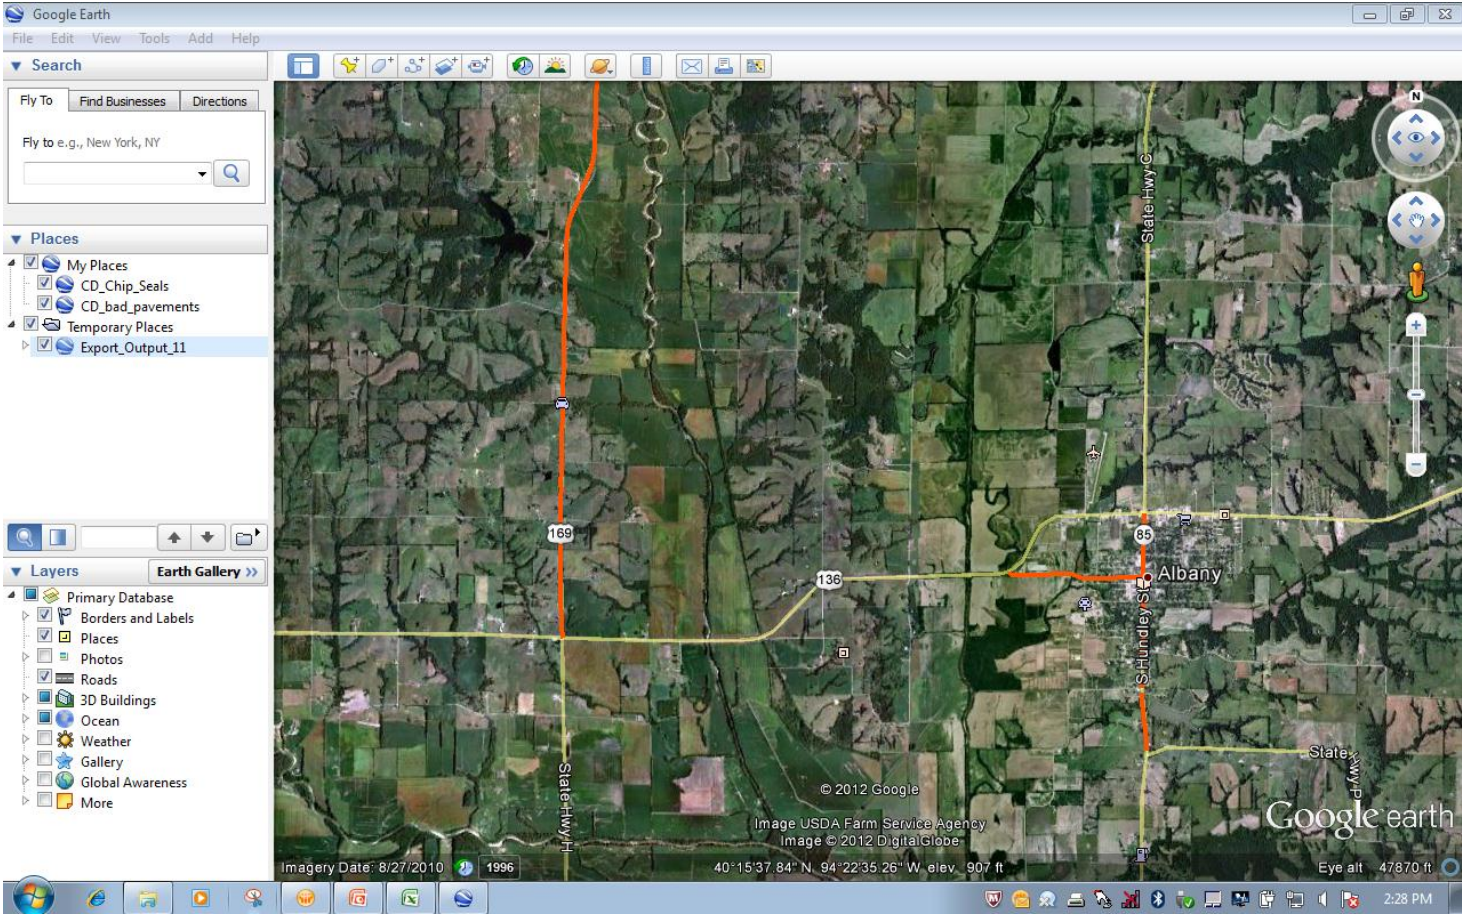 Google Earth
File Edit View Tools Add Help
Search
Fly To Find Businesses Directions
Fly to e.g., New York, NY
Places
My Places
CD_Chip_Seals
CD_bad_pavements
Temporary Places
Export_Output_11
Layers
Earth Gallery >>
Primary Database
Borders and Labels
Places
Photos
Roads
3D Buildings
Ocean
Weather
Gallery
Global Awareness
More
N
State Hwy C
169
85
136
Albany
S Hundley St
State Hwy P
State Hwy H
© 2012 Google
Image USDA Farm Service Agency
Image © 2012 DigitalGlobe
Google earth
Imagery Date: 8/27/2010 1996 40°15'37.84" N 94°22'35.26" W elev 907 ft Eye alt 47870 ft
2:28 PM